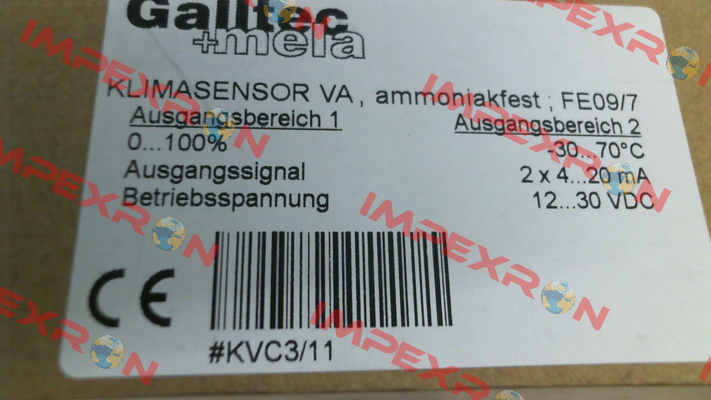 Galltec
+mela
KLIMASENSOR VA, ammoniakfest ; FE09/7
Ausgangsbereich 1 Ausgangsbereich 2
0...100% -30...70°C
Ausgangssignal 2 x 4...20 mA
Betriebsspannung 12...30 VDC
CE
#KVC3/11
IMPEXRON
IMPEXRON
IMPEXRON
IMPEXRON
IMPEXRON
IMPEXRON